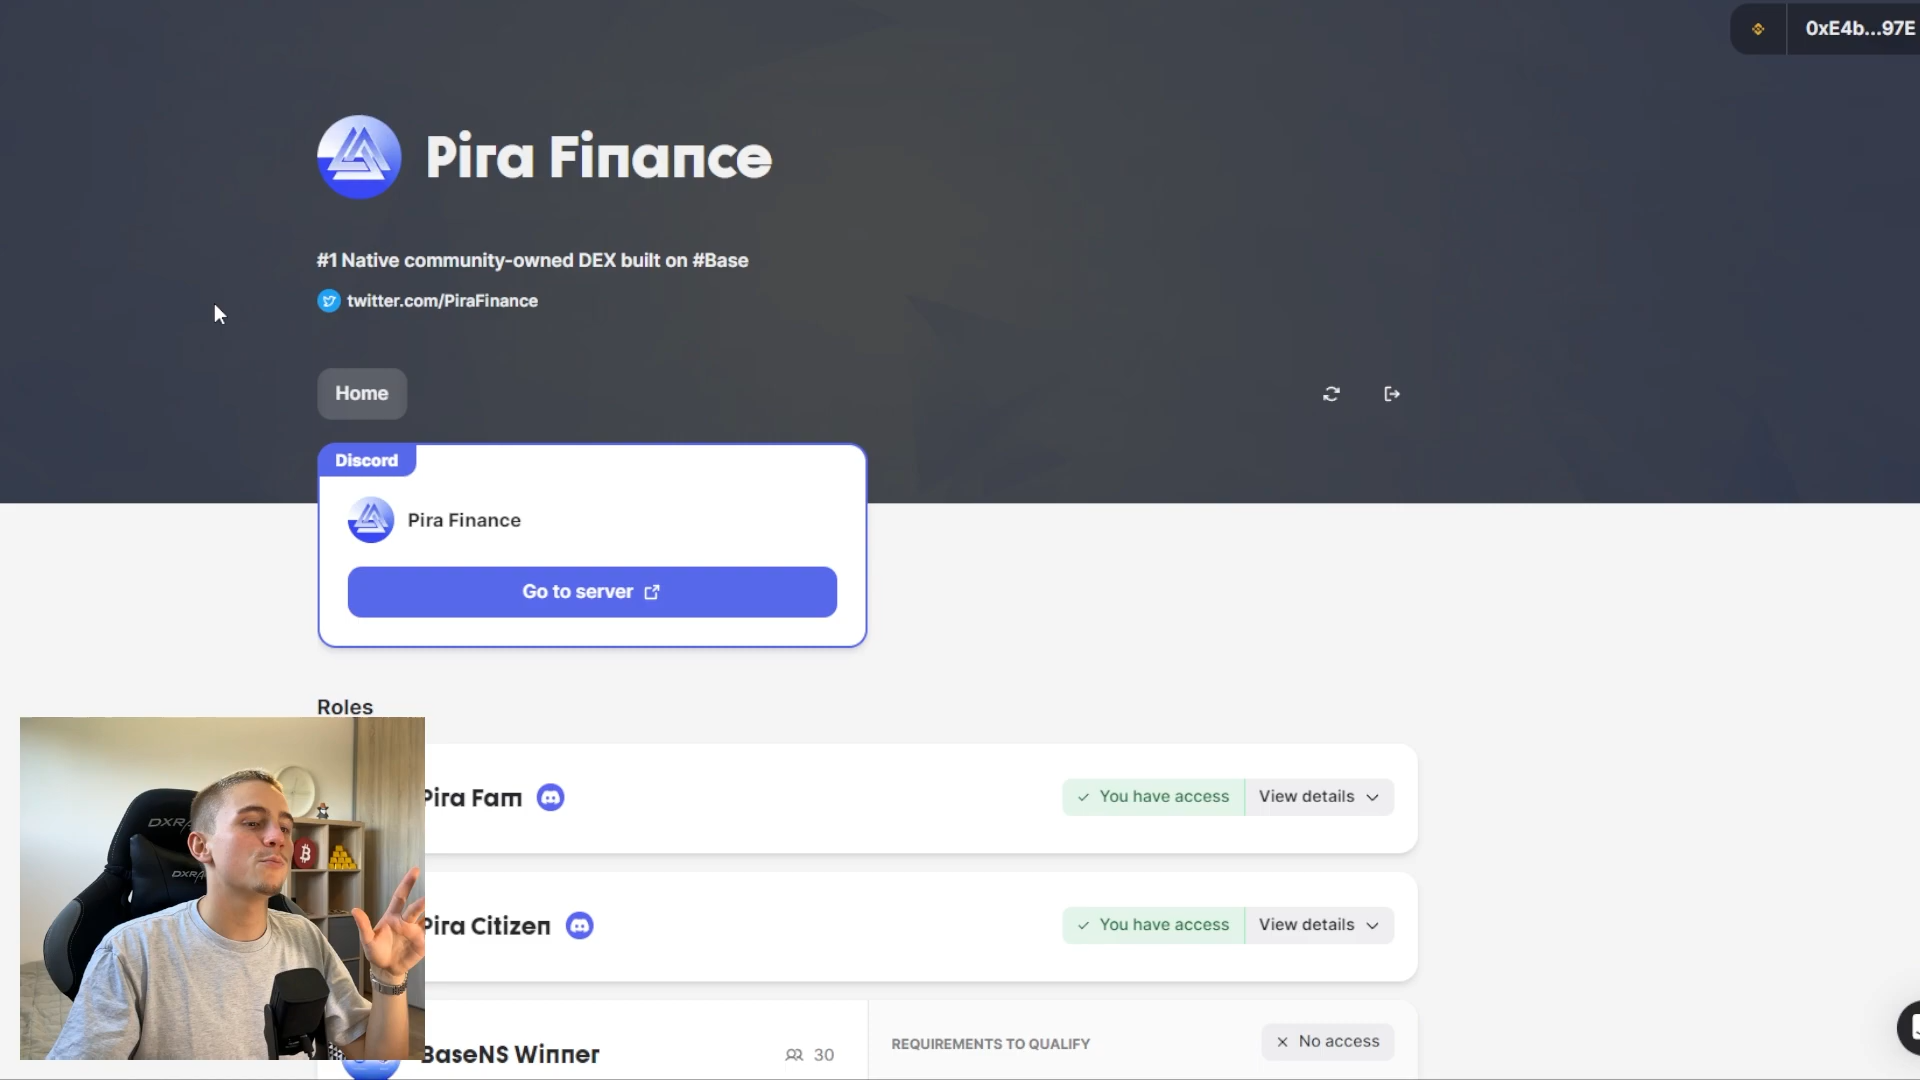 0xE4b...97E
Pira Finance
#1 Native community-owned DEX built on #Base
twitter.com/PiraFinance
Home
Discord
Pira Finance
Go to server
Roles
Pira Fam
You have access
View details
Pira Citizen
You have access
View details
BaseNS Winner
30
REQUIREMENTS TO QUALIFY
No access